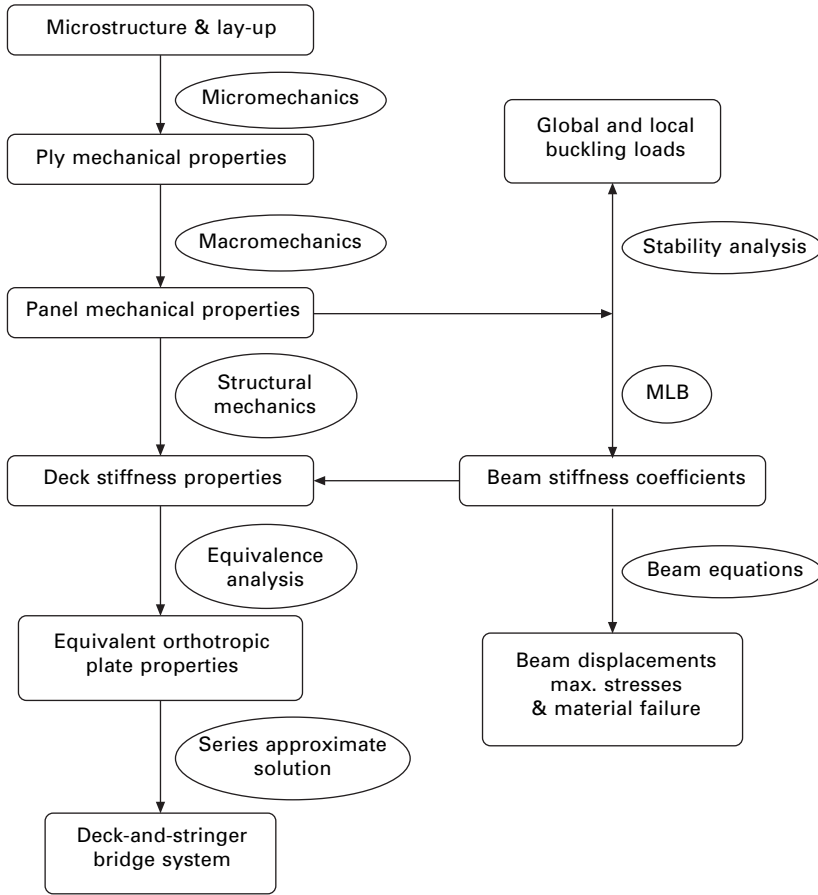 Microstructure & lay-up
Micromechanics
Ply mechanical properties
Macromechanics
Panel mechanical properties
Structural
mechanics
Deck stiffness properties
Equivalence
analysis
Equivalent orthotropic
plate properties
Series approximate
solution
Deck-and-stringer
bridge system
Global and local
buckling loads
Stability analysis
MLB
Beam stiffness coefficients
Beam equations
Beam displacements
max. stresses
& material failure